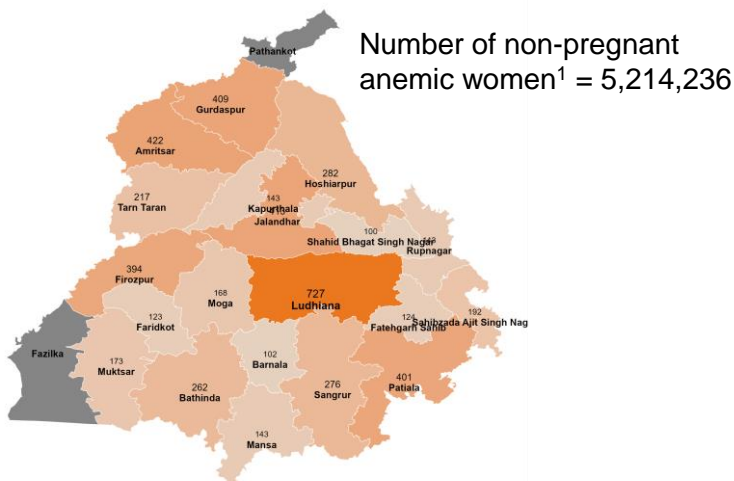 Pathankot
Number of non-pregnant
anemic women¹ = 5,214,236
409
Gurdaspur
422
Amritsar
282
Hoshiarpur
217
Tarn Taran
143
Kapurthala
Jalandhar
100
Shahid Bhagat Singh Nagar
Rupnagar
394
Firozpur
168
Moga
727
Ludhiana
123
Faridkot
124
Fatehgarh Sahib
192
Sahibzada Ajit Singh Nag
Fazilka
173
Muktsar
102
Barnala
262
Bathinda
276
Sangrur
401
Patiala
143
Mansa